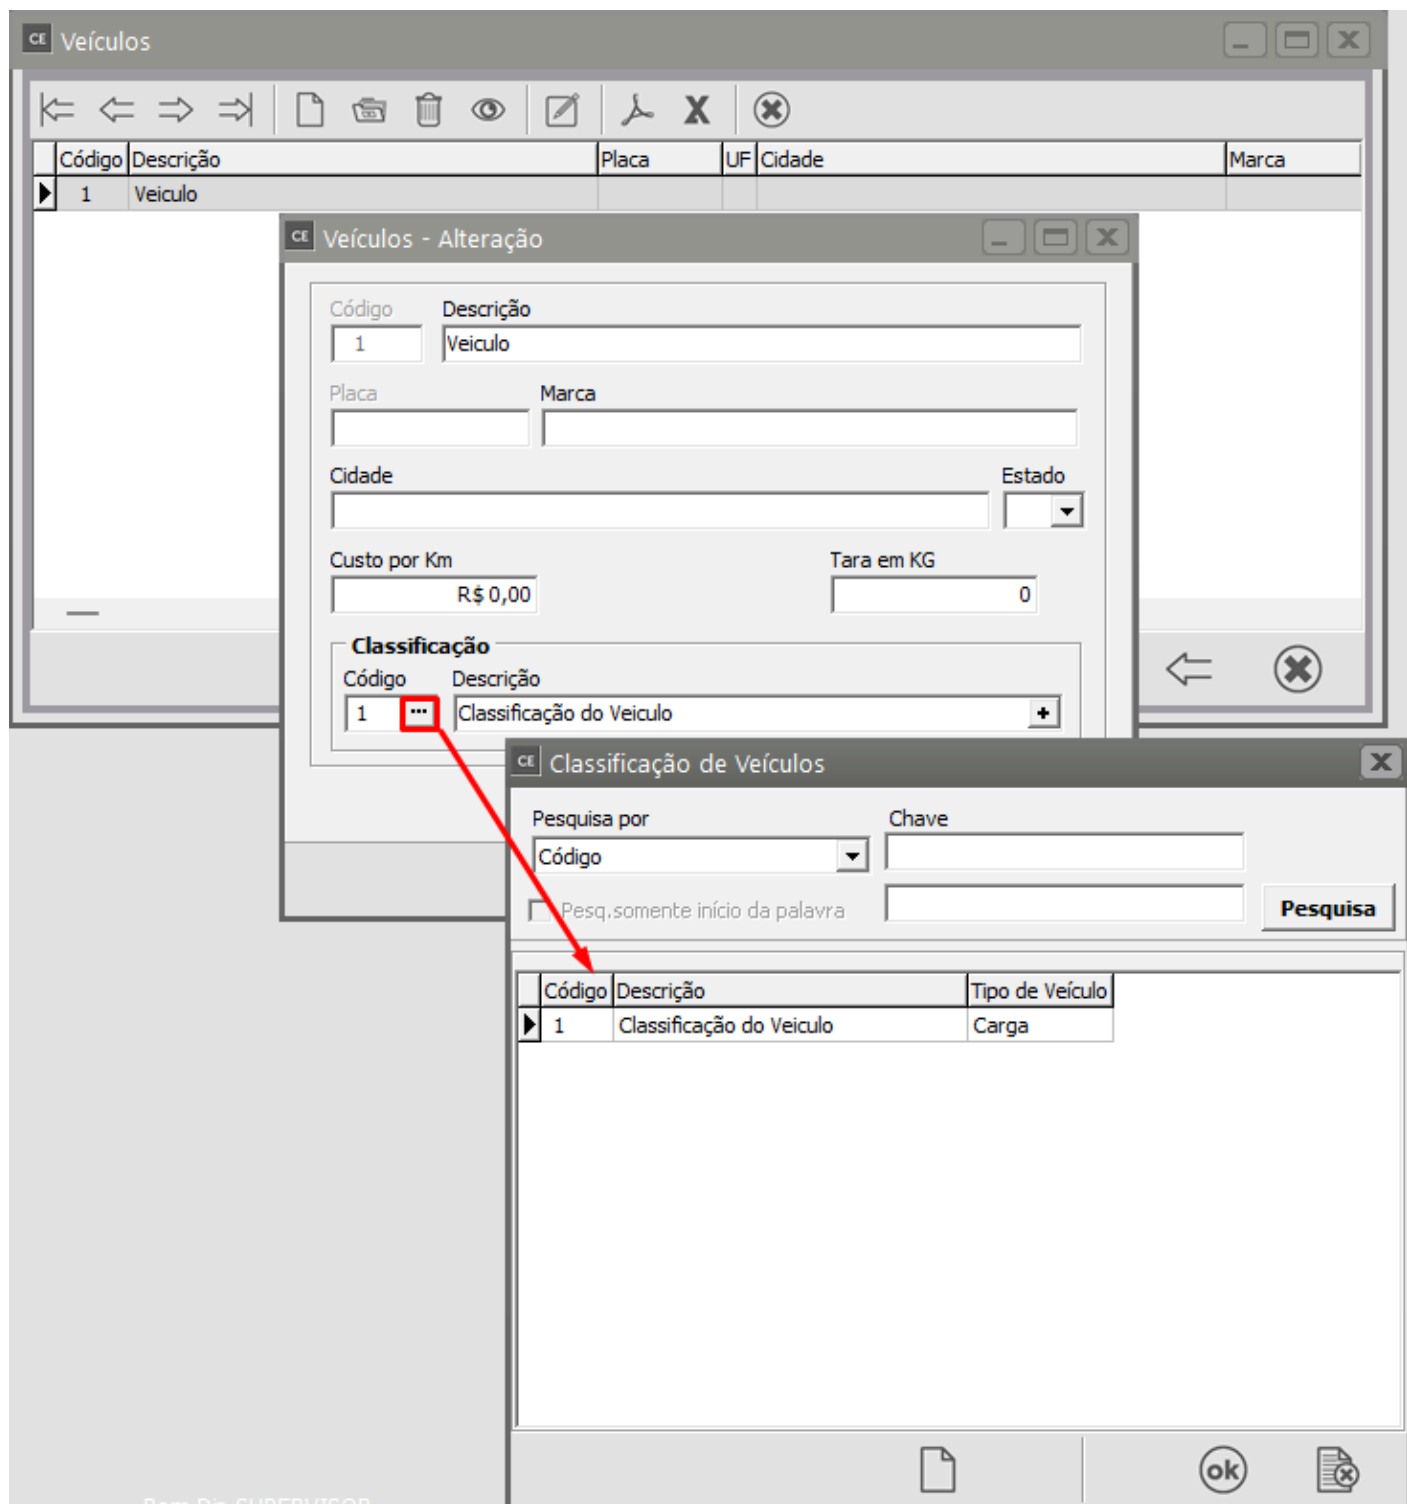 CE Veículos
Código Descrição Placa UF Cidade Marca
1 Veiculo
CE Veículos - Alteração
Código Descrição
1 Veiculo
Placa Marca
Cidade Estado
Custo por Km Tara em KG
R$ 0,00 0
Classificação
Código Descrição
1 ... Classificação do Veiculo +
CE Classificação de Veículos
Pesquisa por Chave
Código
Pesq.somente início da palavra Pesquisa
Código Descrição Tipo de Veículo
1 Classificação do Veiculo Carga
ok